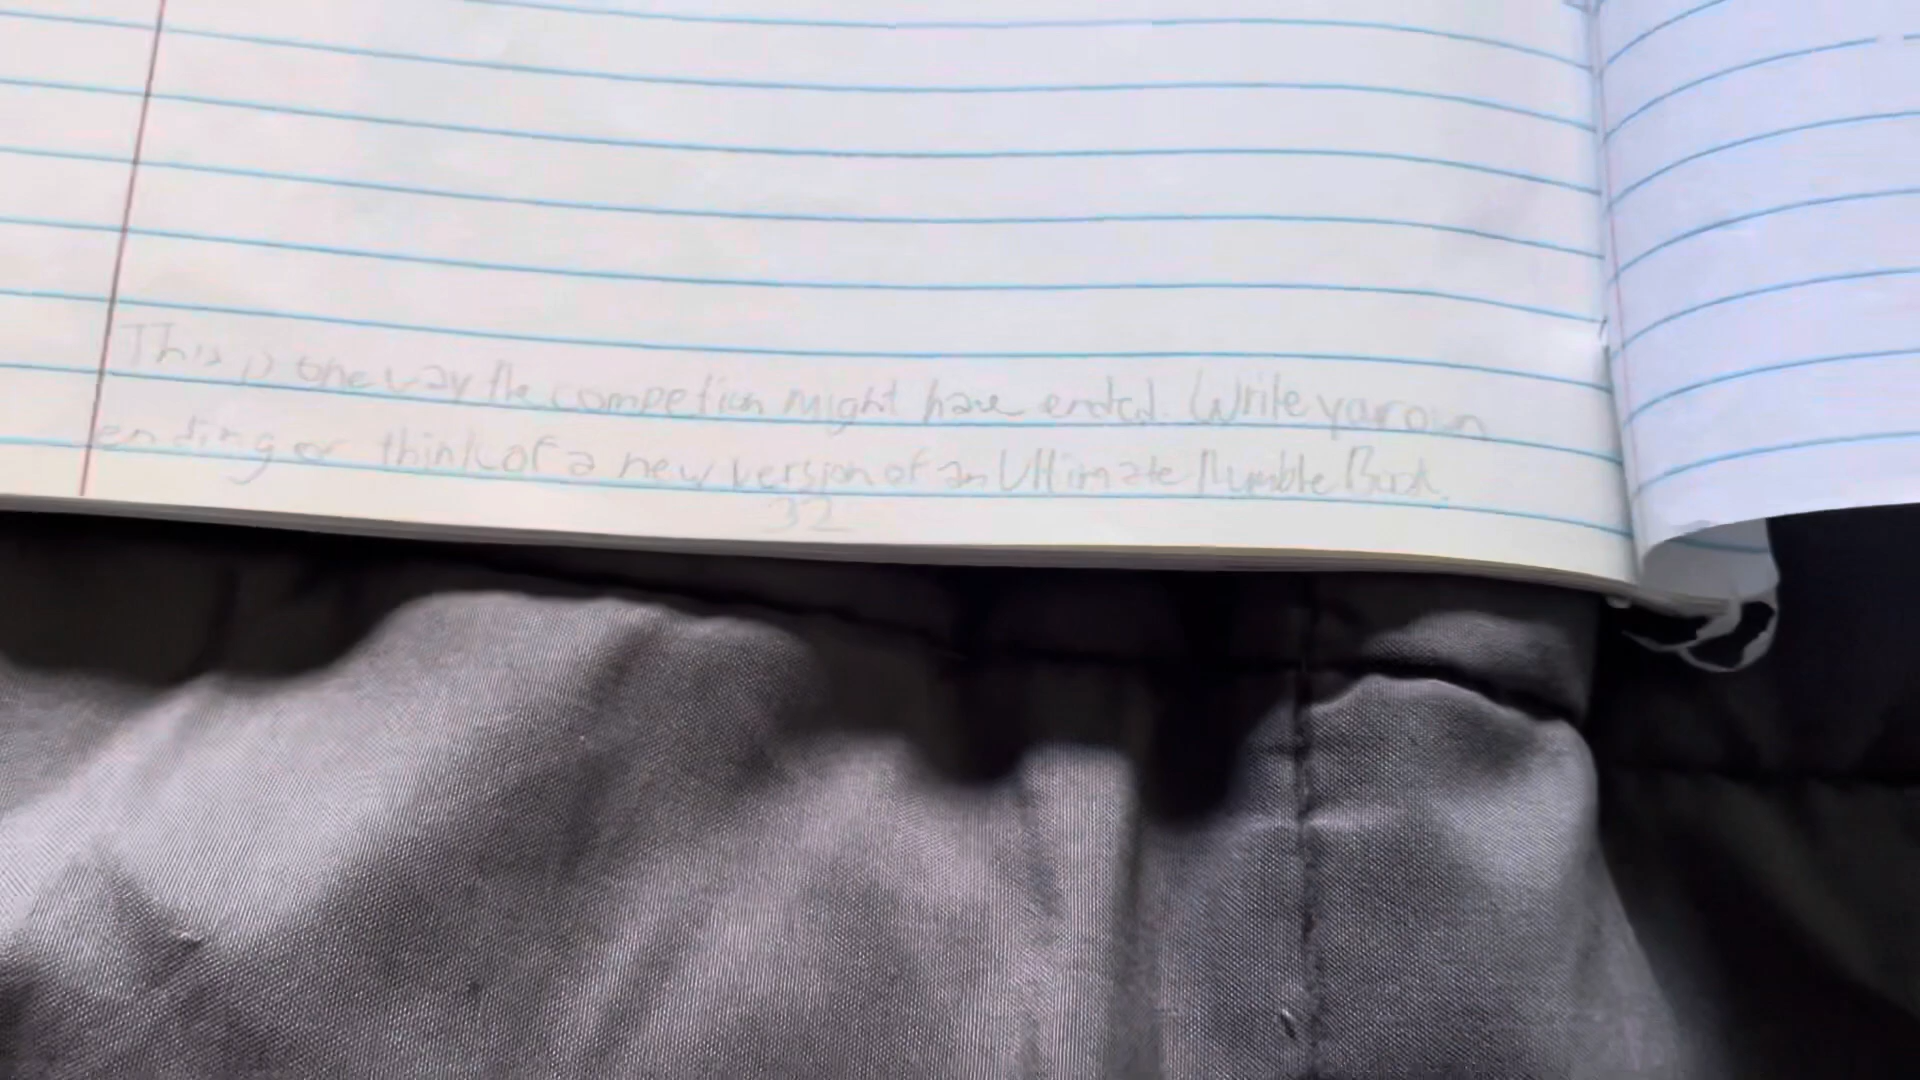 This is one way the competion might have ended. Write your own
ending or think of a new version of an Ultimate Rumble Book.
32